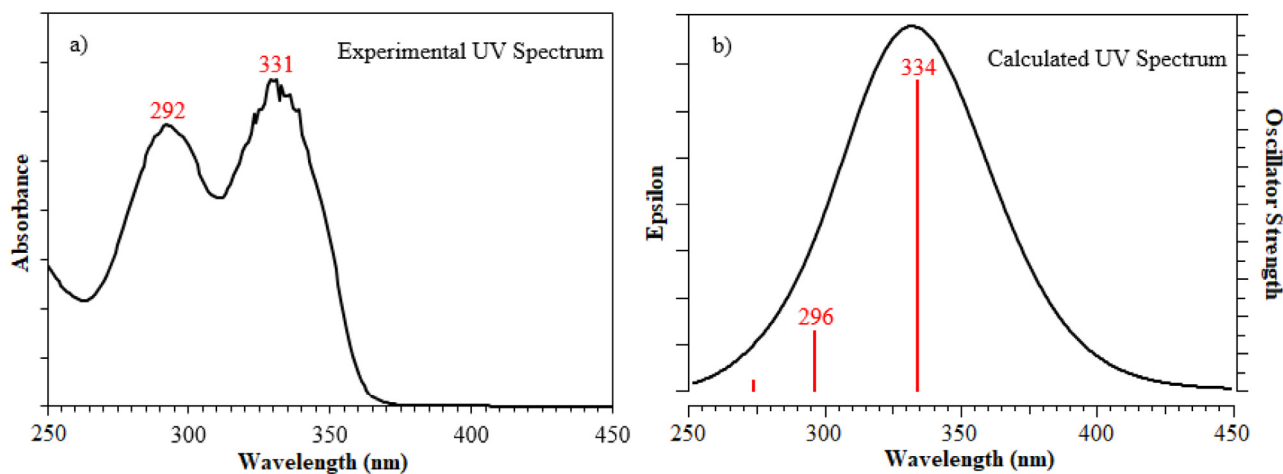 a)
Experimental UV Spectrum
292
331
Absorbance
250
300
350
400
450
Wavelength (nm)
b)
Calculated UV Spectrum
334
296
Epsilon
Oscillator Strength
250
300
350
400
450
Wavelength (nm)